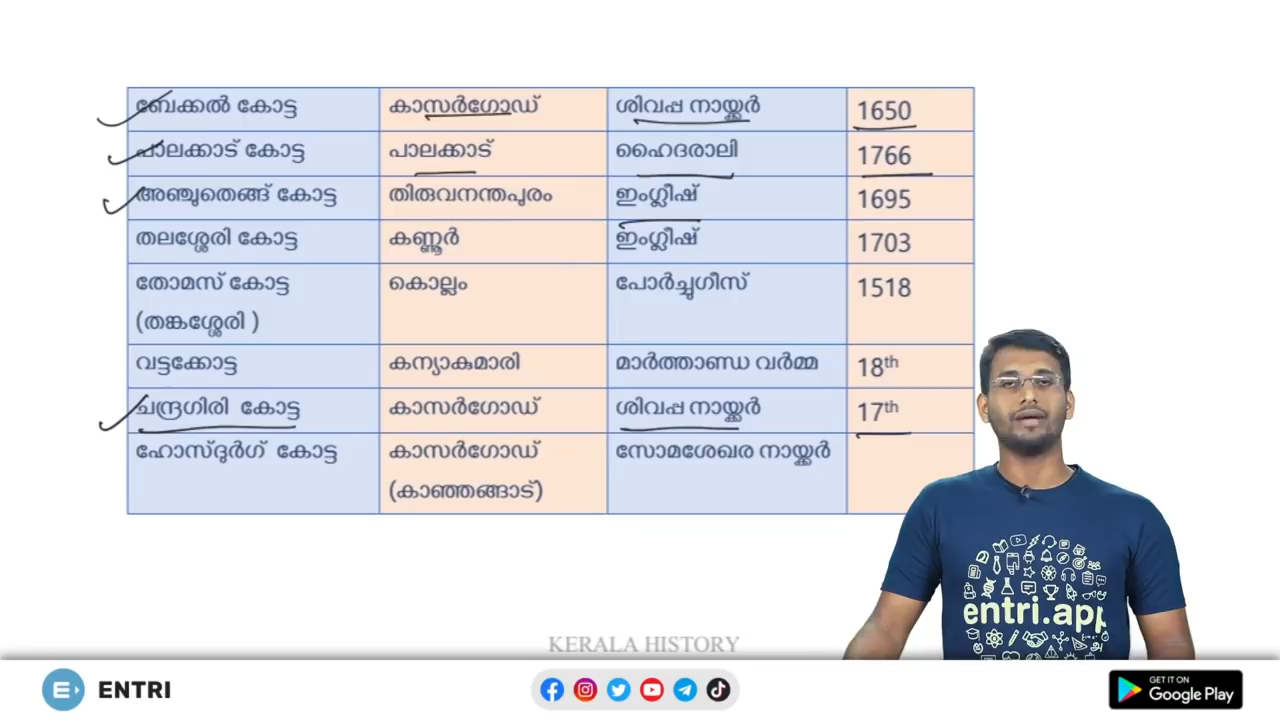 ബേക്കൽ കോട്ട കാസർഗോഡ് ശിവപ്പ നായ്ക്കർ 1650
പാലക്കാട് കോട്ട പാലക്കാട് ഹൈദരാലി 1766
അഞ്ചുതെങ്ങ് കോട്ട തിരുവനന്തപുരം ഇംഗ്ലീഷ് 1695
തലശ്ശേരി കോട്ട കണ്ണൂർ ഇംഗ്ലീഷ് 1703
തോമസ് കോട്ട കൊല്ലം പോർച്ചുഗീസ് 1518
(തങ്കശ്ശേരി )
വട്ടക്കോട്ട കന്യാകുമാരി മാർത്താണ്ഡ വർമ്മ 18th
ചന്ദ്രഗിരി കോട്ട കാസർഗോഡ് ശിവപ്പ നായ്ക്കർ 17th
ഹോസ്ദുർഗ് കോട്ട കാസർഗോഡ് സോമശേഖര നായ്ക്കർ
(കാഞ്ഞങ്ങാട്)
entri.app
KERALA HISTORY
E ENTRI
GET IT ON
Google Play